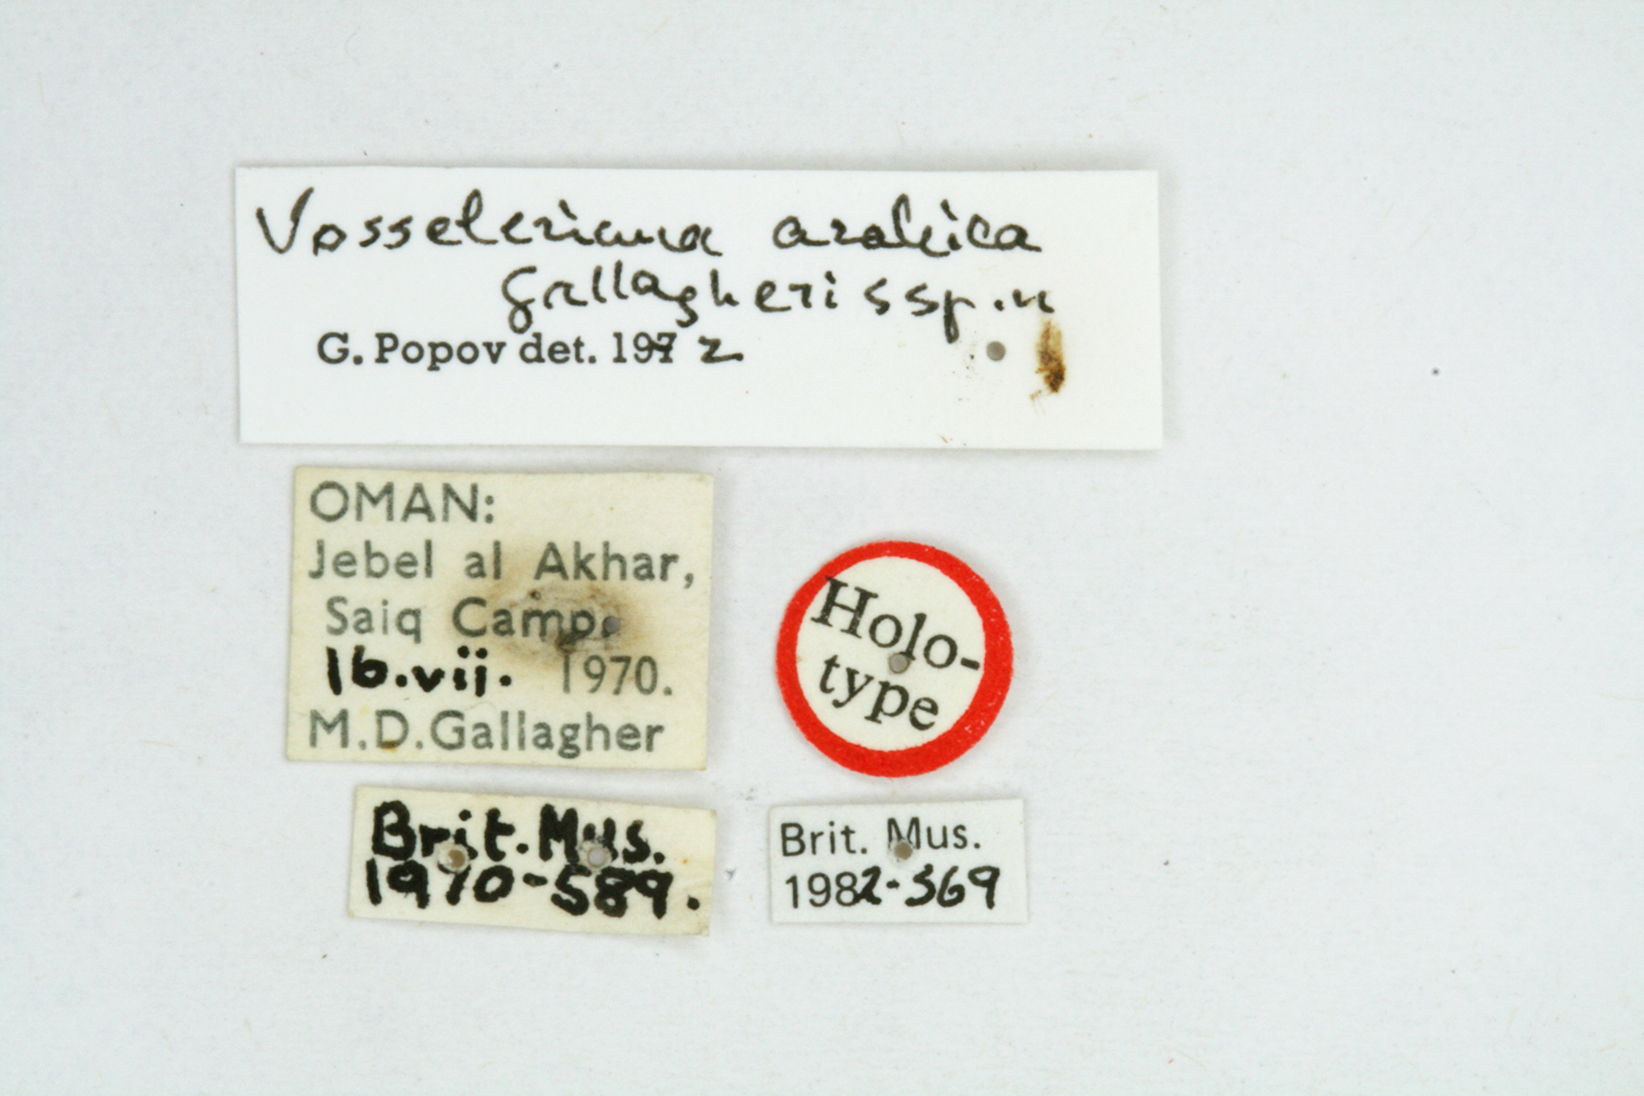 Vosseleriana arabica
gallagheri ssp. n
G. Popov det. 1972
OMAN:
Jebel al Akhar,
Saiq Camp.
16.vii. 1970.
M.D.Gallagher
Holo-
type
Brit. Mus.
1970-589.
Brit. Mus.
1982-369